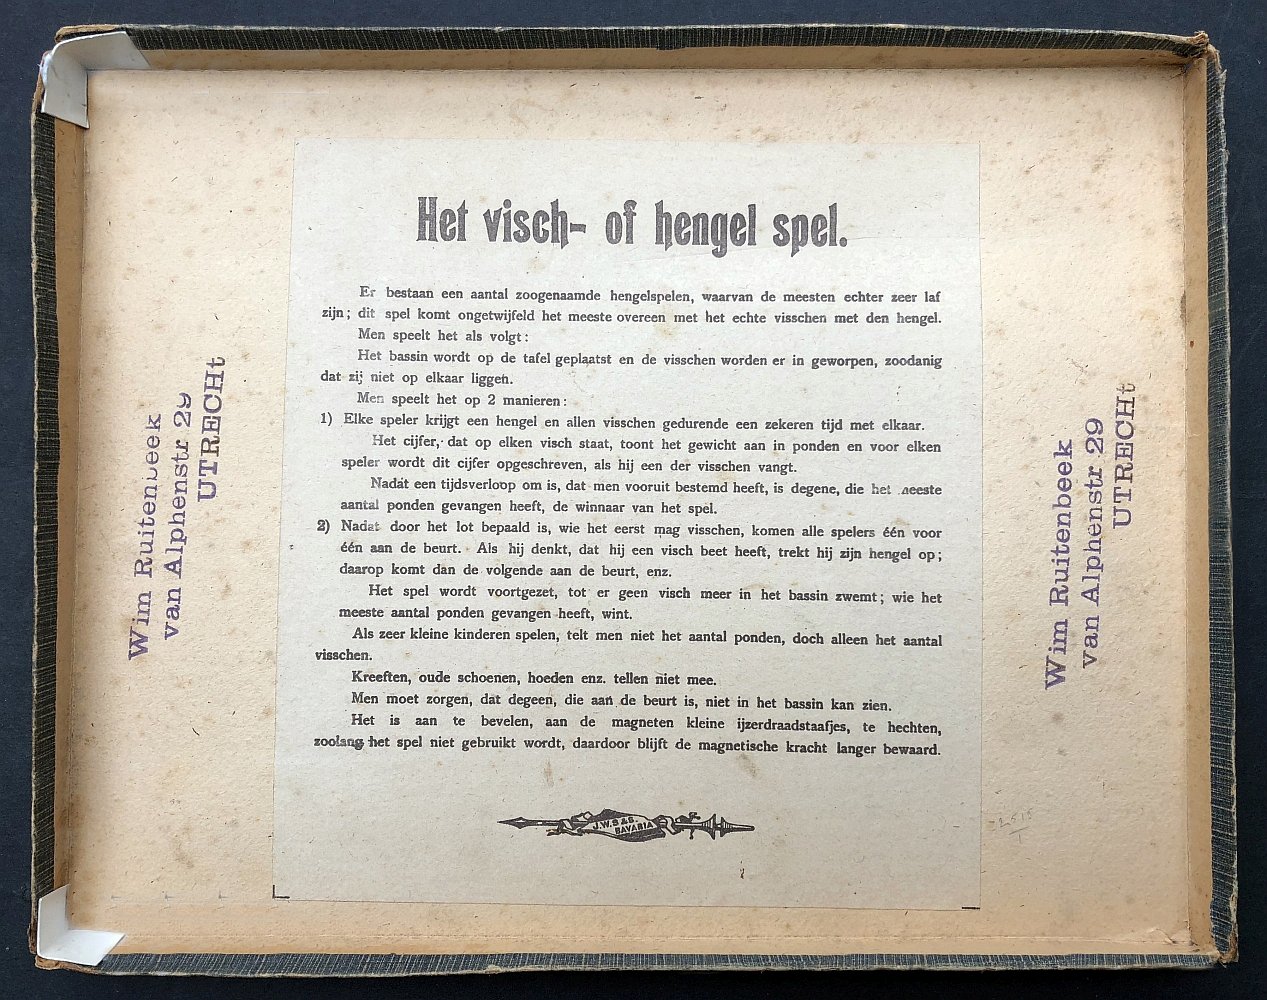 Het visch- of hengel spel.
Er bestaan een aantal zoogenaamde hengelspelen, waarvan de meesten echter zeer laf
zijn; dit spel komt ongetwijfeld het meeste overeen met het echte visschen met den hengel.
Men speelt het als volgt:
Het bassin wordt op de tafel geplaatst en de visschen worden er in geworpen, zoodanig
dat zij niet op elkaar liggen.
Men speelt het op 2 manieren:
1) Elke speler krijgt een hengel en allen visschen gedurende een zekeren tijd met elkaar.
Het cijfer, dat op elken visch staat, toont het gewicht aan in ponden en voor elken
speler wordt dit cijfer opgeschreven, als hij een der visschen vangt.
Nadat een tijdsverloop om is, dat men vooruit bestemd heeft, is degene, die het meeste
aantal ponden gevangen heeft, de winnaar van het spel.
2) Nadat door het lot bepaald is, wie het eerst mag visschen, komen alle spelers één voor
één aan de beurt. Als hij denkt, dat hij een visch beet heeft, trekt hij zijn hengel op;
daarop komt dan de volgende aan de beurt, enz.
Het spel wordt voortgezet, tot er geen visch meer in het bassin zwemt; wie het
meeste aantal ponden gevangen heeft, wint.
Als zeer kleine kinderen spelen, telt men niet het aantal ponden, doch alleen het aantal
visschen.
Kreeften, oude schoenen, hoeden enz. tellen niet mee.
Men moet zorgen, dat degeen, die aan de beurt is, niet in het bassin kan zien.
Het is aan te bevelen, aan de magneten kleine ijzerdraadstaafjes, te hechten,
zoolang het spel niet gebruikt wordt, daardoor blijft de magnetische kracht langer bewaard.
J.W.S & S.
BAVARIA
Wim Ruitenbeek
van Alphenstr 29
UTRECHt
Wim Ruitenbeek
van Alphenstr 29
UTRECHt